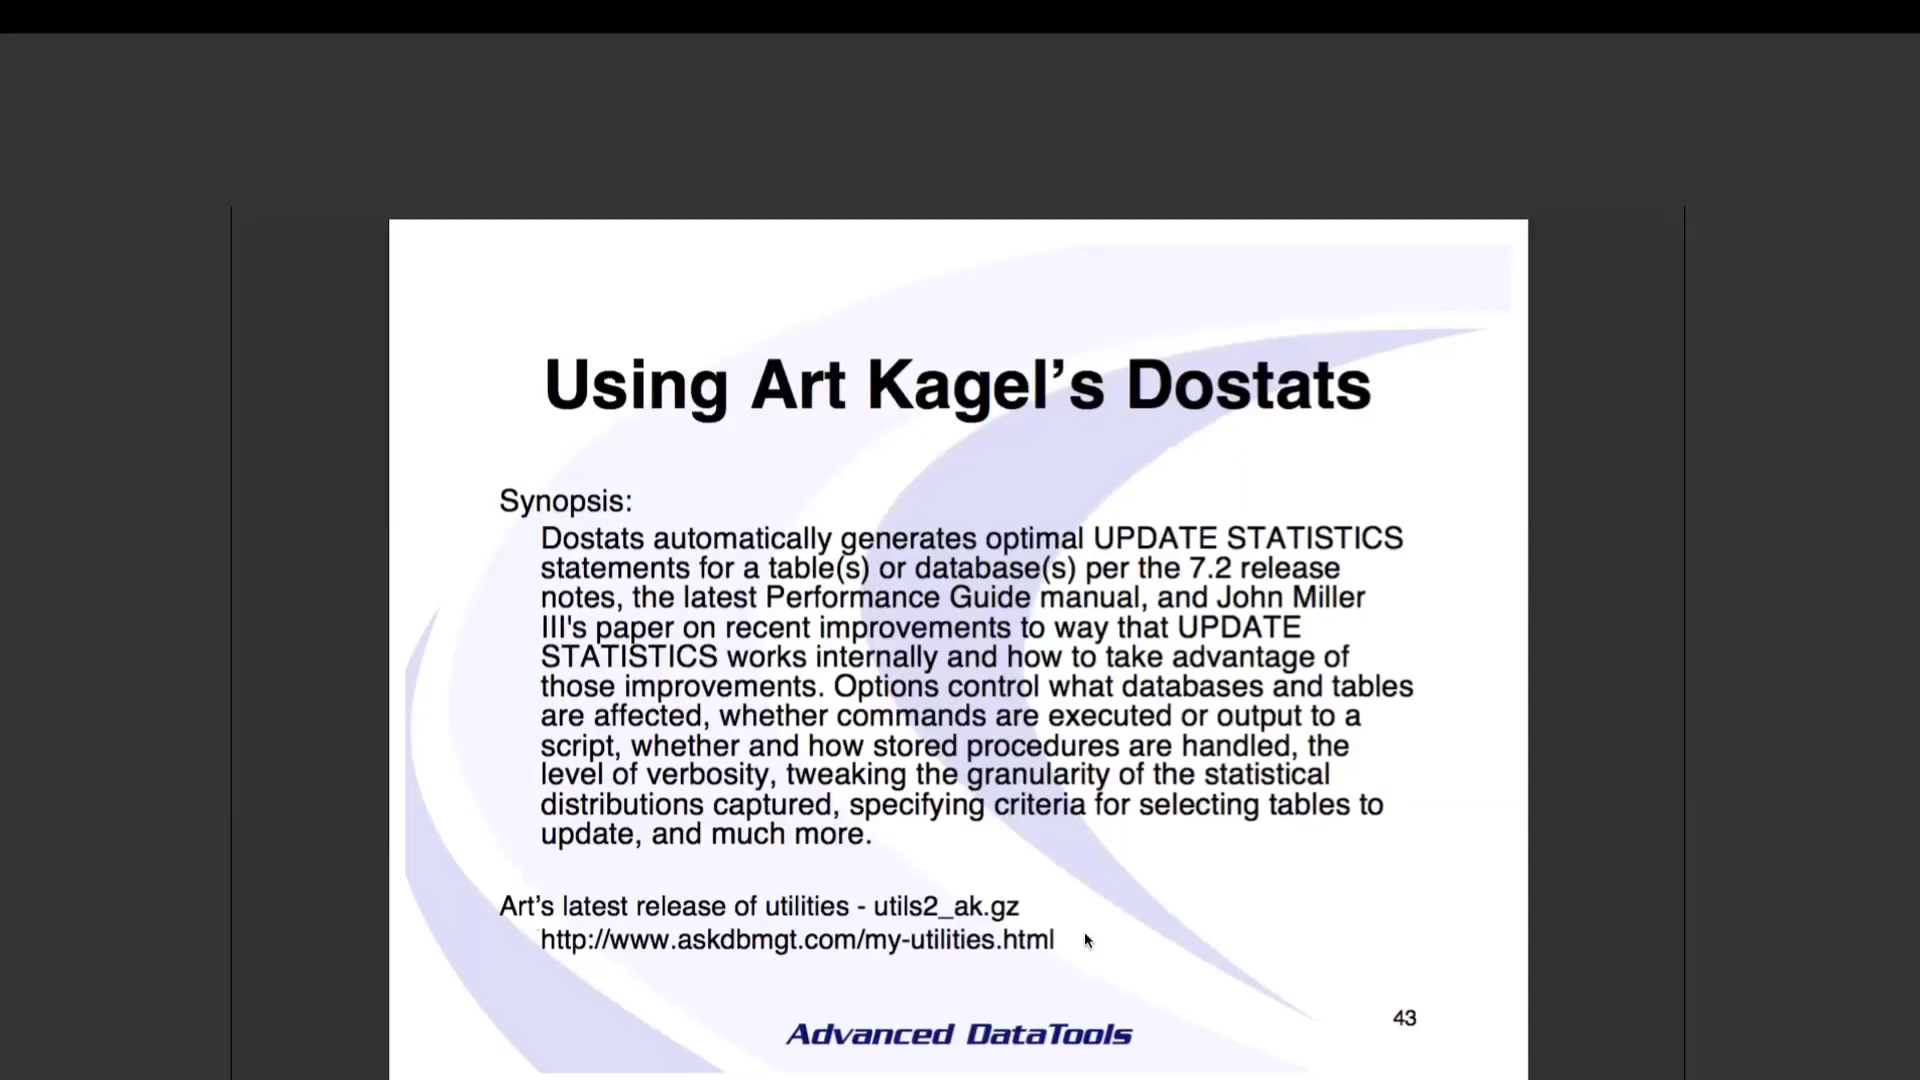 Using Art Kagel’s Dostats
Synopsis:
Dostats automatically generates optimal UPDATE STATISTICS
statements for a table(s) or database(s) per the 7.2 release
notes, the latest Performance Guide manual, and John Miller
III's paper on recent improvements to way that UPDATE
STATISTICS works internally and how to take advantage of
those improvements. Options control what databases and tables
are affected, whether commands are executed or output to a
script, whether and how stored procedures are handled, the
level of verbosity, tweaking the granularity of the statistical
distributions captured, specifying criteria for selecting tables to
update, and much more.
Art’s latest release of utilities - utils2_ak.gz
http://www.askdbmgt.com/my-utilities.html
43
Advanced DataTools